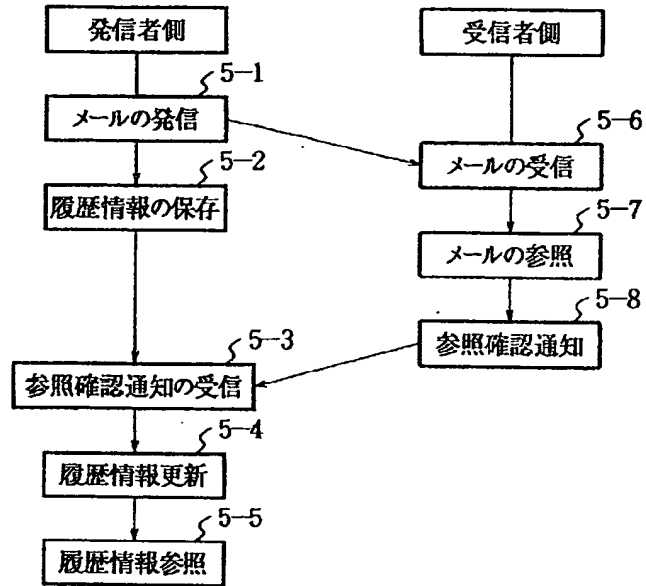 発信者側
5-1
メールの発信
5-2
履歴情報の保存
5-3
参照確認通知の受信
5-4
履歴情報更新
5-5
履歴情報参照
受信者側
5-6
メールの受信
5-7
メールの参照
5-8
参照確認通知